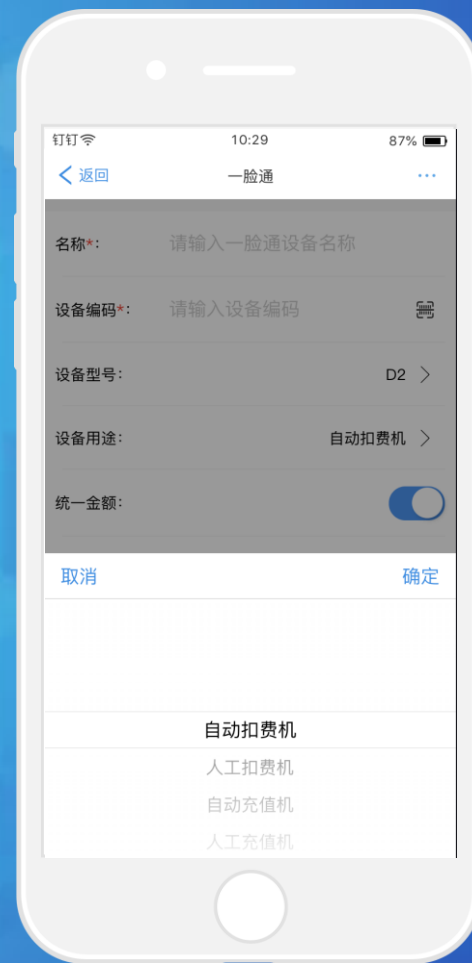 钉钉 10:29 87%
返回 一脸通 ...
名称*: 请输入一脸通设备名称
设备编码*: 请输入设备编码
设备型号: D2
设备用途: 自动扣费机
统一金额:
取消 确定
自动扣费机
人工扣费机
自动充值机
人工充值机